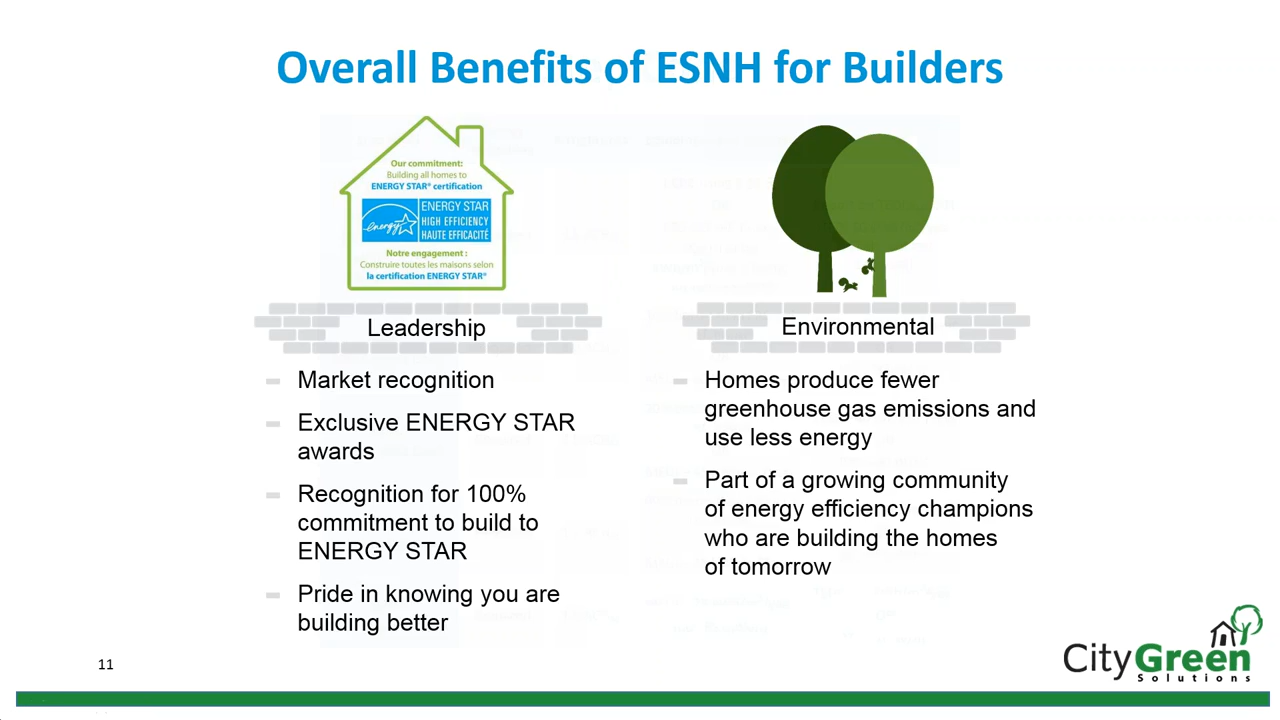 Overall Benefits of ESNH for Builders
Our commitment:
Building all homes to
ENERGY STAR® certification
energy
ENERGY STAR
HIGH EFFICIENCY
HAUTE EFFICACITÉ
Notre engagement :
Construire toutes les maisons selon
la certification ENERGY STAR®
Leadership
Market recognition
Exclusive ENERGY STAR
awards
Recognition for 100%
commitment to build to
ENERGY STAR
Pride in knowing you are
building better
Environmental
Homes produce fewer
greenhouse gas emissions and
use less energy
Part of a growing community
of energy efficiency champions
who are building the homes
of tomorrow
11
CityGreen
Solutions